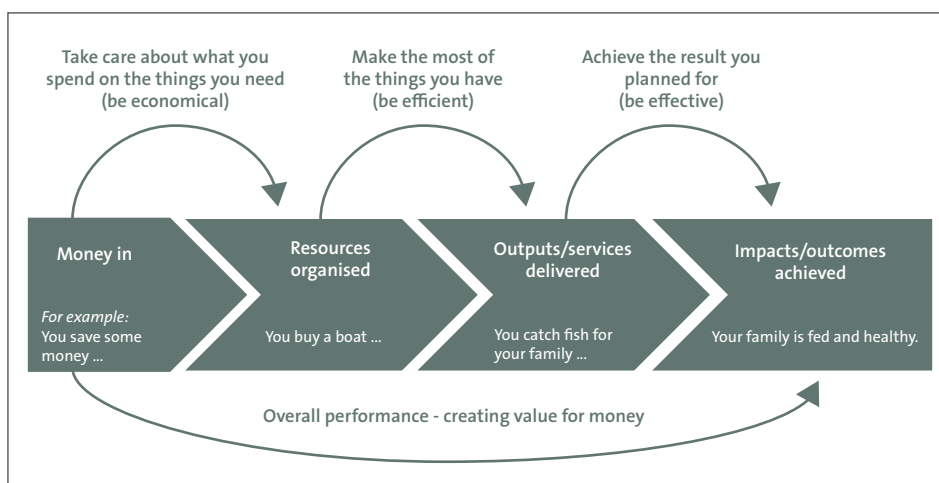 Take care about what you
spend on the things you need
(be economical)
Make the most of
the things you have
(be efficient)
Achieve the result you
planned for
(be effective)
Money in
For example:
You save some
money ...
Resources
organised
You buy a boat ...
Outputs/services
delivered
You catch fish for
your family ...
Impacts/outcomes
achieved
Your family is fed and healthy.
Overall performance - creating value for money